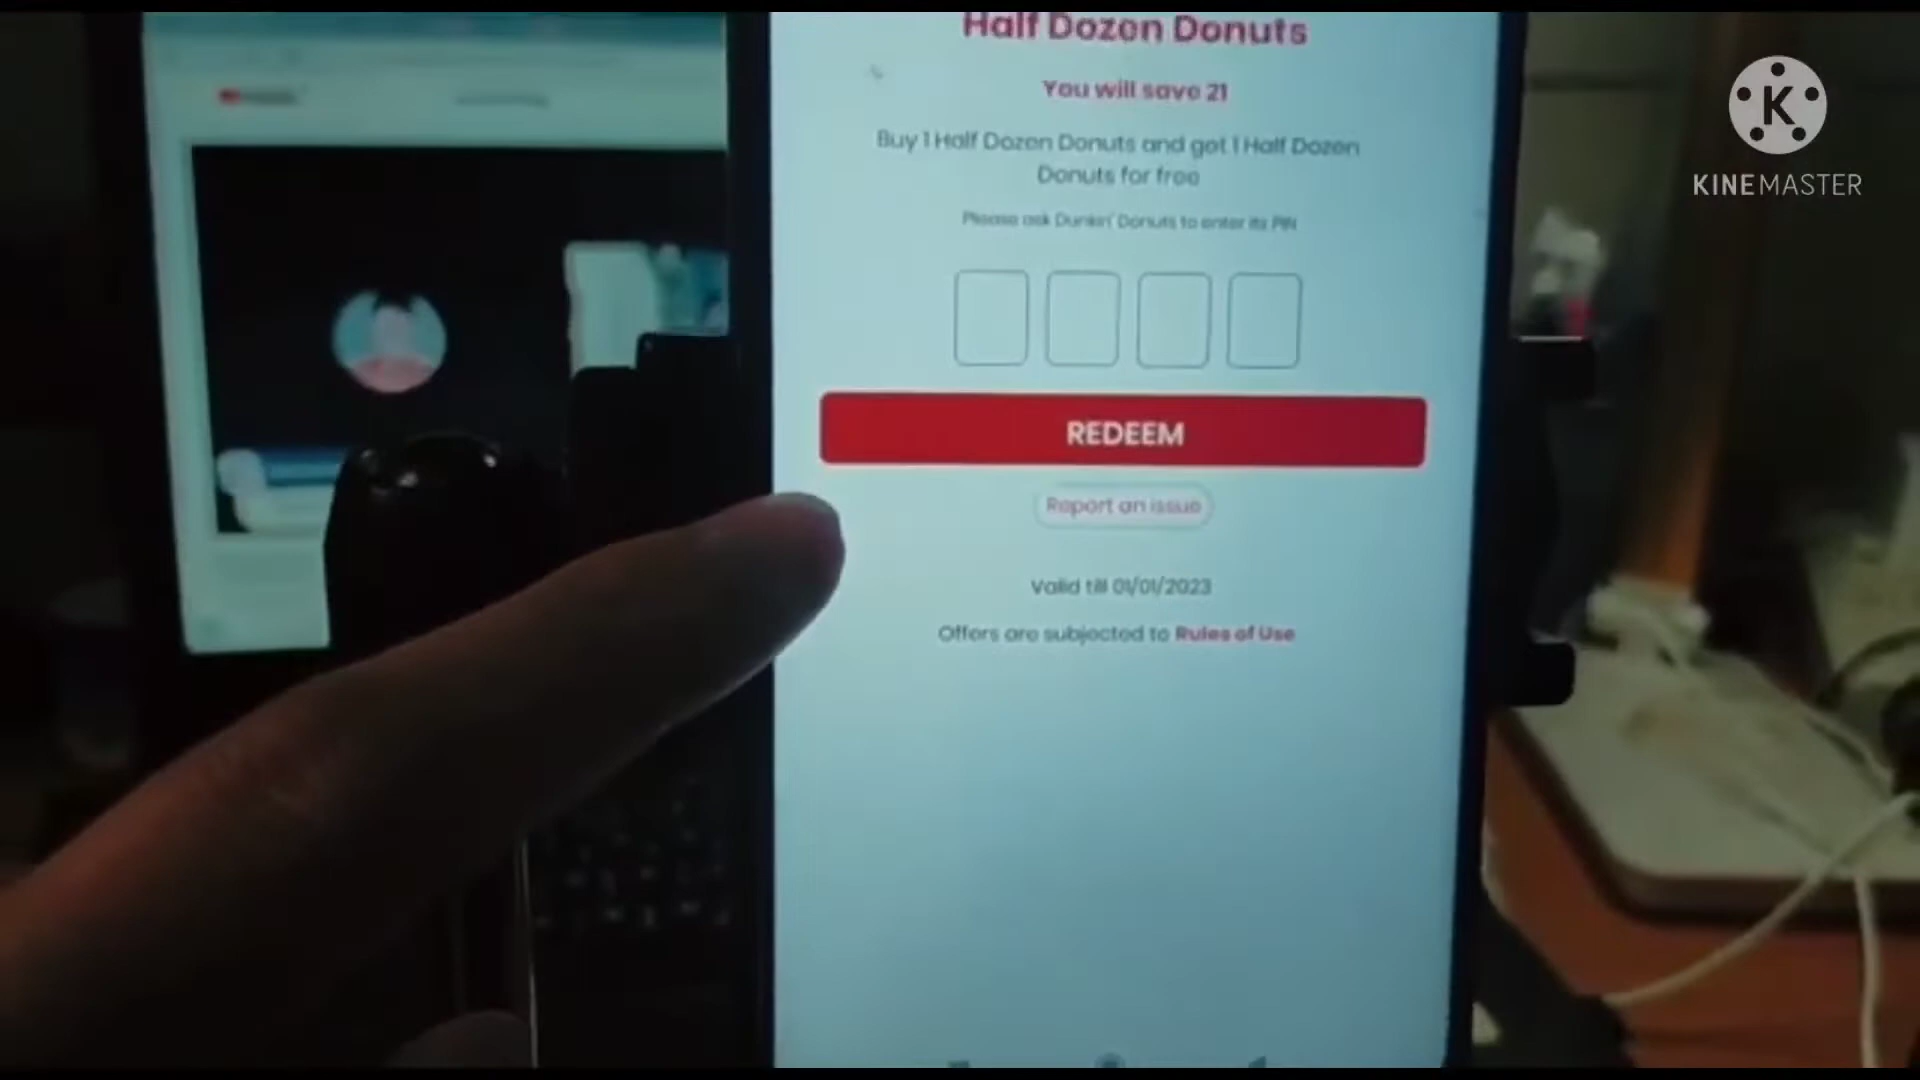 Half Dozen Donuts
You will save 21
KINEMASTER
Buy 1 Half Dozen Donuts and get 1 Half Dozen
Donuts for free
Please ask Dunkin' Donuts to enter its PIN
REDEEM
Report an issue
Valid till 01/01/2023
Offers are subjected to Rules of Use